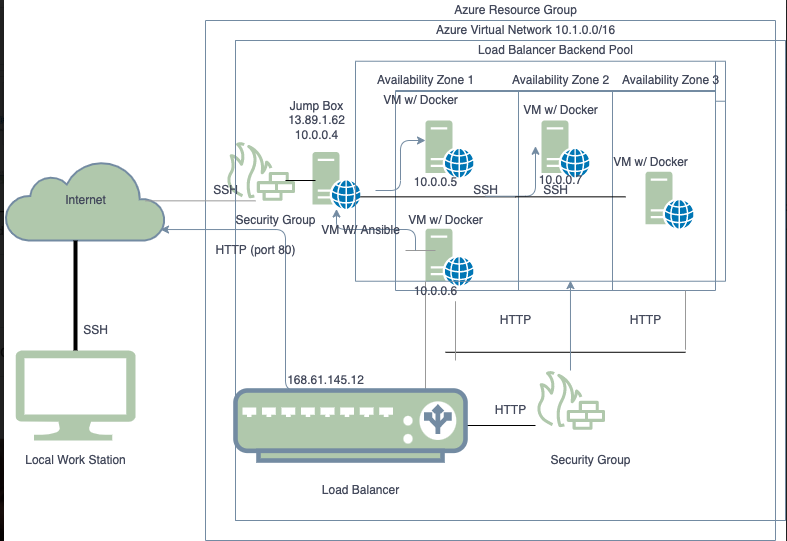 Azure Resource Group
Azure Virtual Network 10.1.0.0/16
Load Balancer Backend Pool
Availability Zone 1
Availability Zone 2
Availability Zone 3
VM w/ Docker
Jump Box
13.89.1.62
10.0.0.4
VM w/ Docker
VM w/ Docker
10.0.0.5
10.0.0.7
SSH
SSH
SSH
Internet
Security Group
VM w/ Docker
VM W/ Ansible
HTTP (port 80)
10.0.0.6
HTTP
HTTP
SSH
168.61.145.12
HTTP
Local Work Station
Security Group
Load Balancer